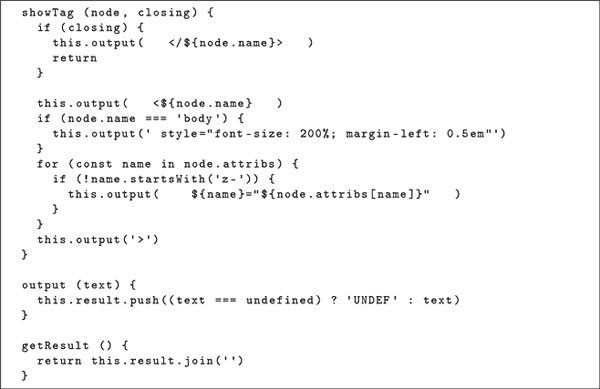 showTag (node, closing) {
  if (closing) {
    this.output(  </${node.name}>  )
    return
  }

  this.output(  <${node.name}  )
  if (node.name === 'body') {
    this.output(' style="font-size: 200%; margin-left: 0.5em"')
  }
  for (const name in node.attribs) {
    if (!name.startsWith('z-')) {
      this.output(   ${name}="${node.attribs[name]}"  )
    }
  }
  this.output('>')
}

output (text) {
  this.result.push((text === undefined) ? 'UNDEF' : text)
}

getResult () {
  return this.result.join('')
}